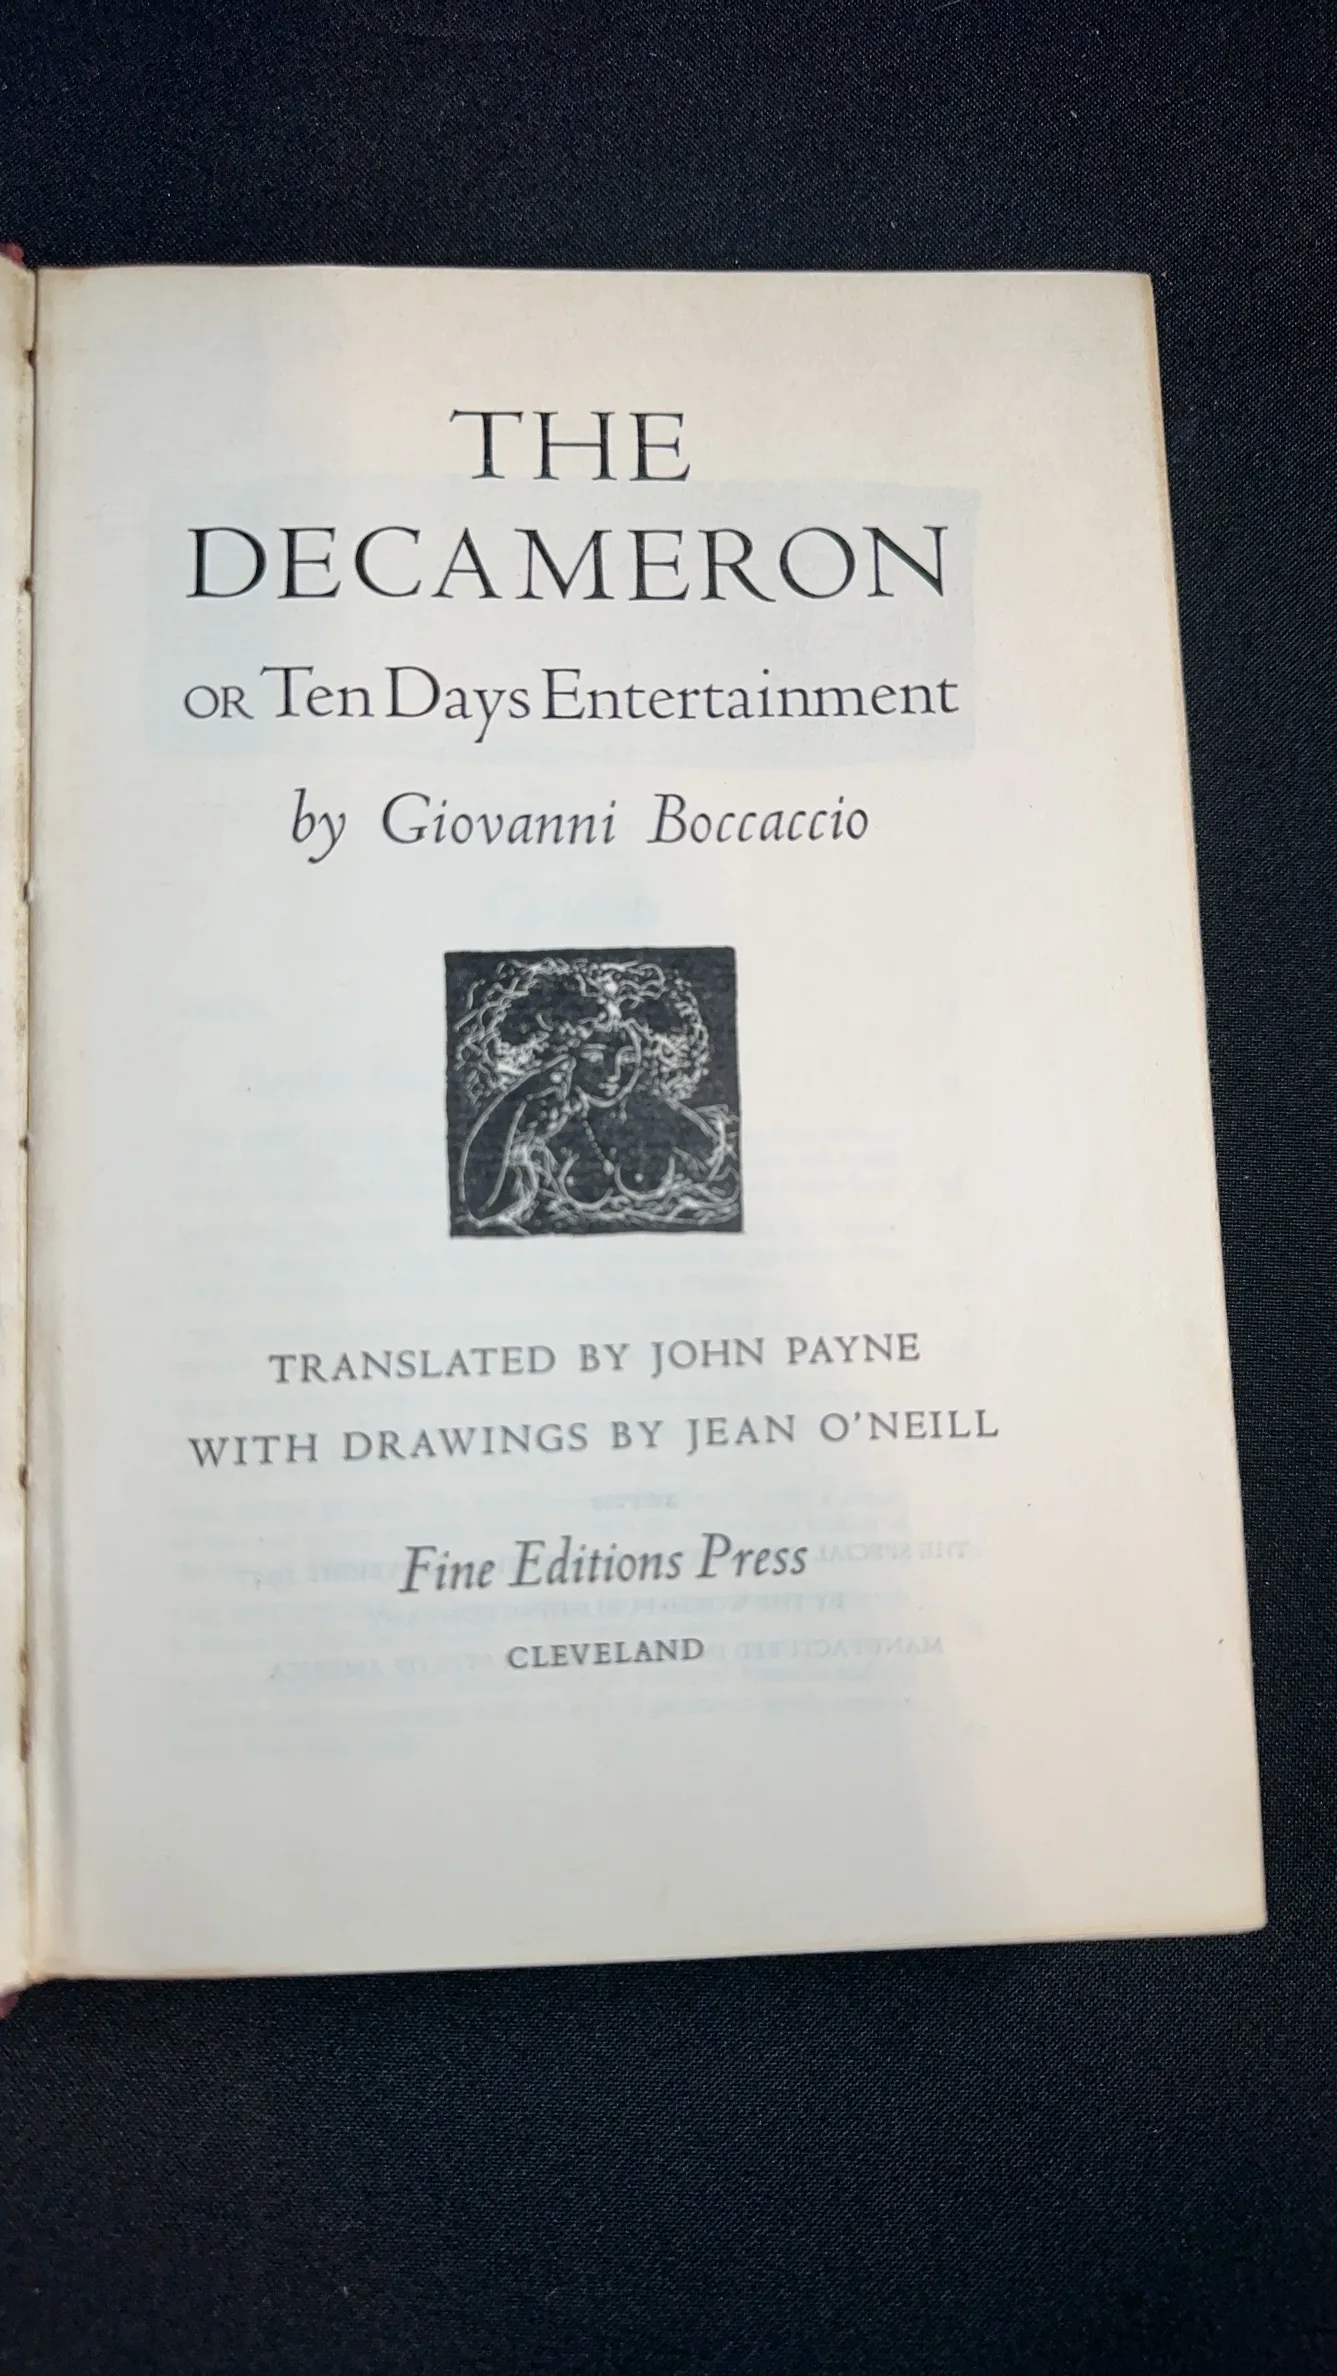 THE
DECAMERON
OR Ten Days Entertainment
by Giovanni Boccaccio
TRANSLATED BY JOHN PAYNE
WITH DRAWINGS BY JEAN O'NEILL
Fine Editions Press
CLEVELAND